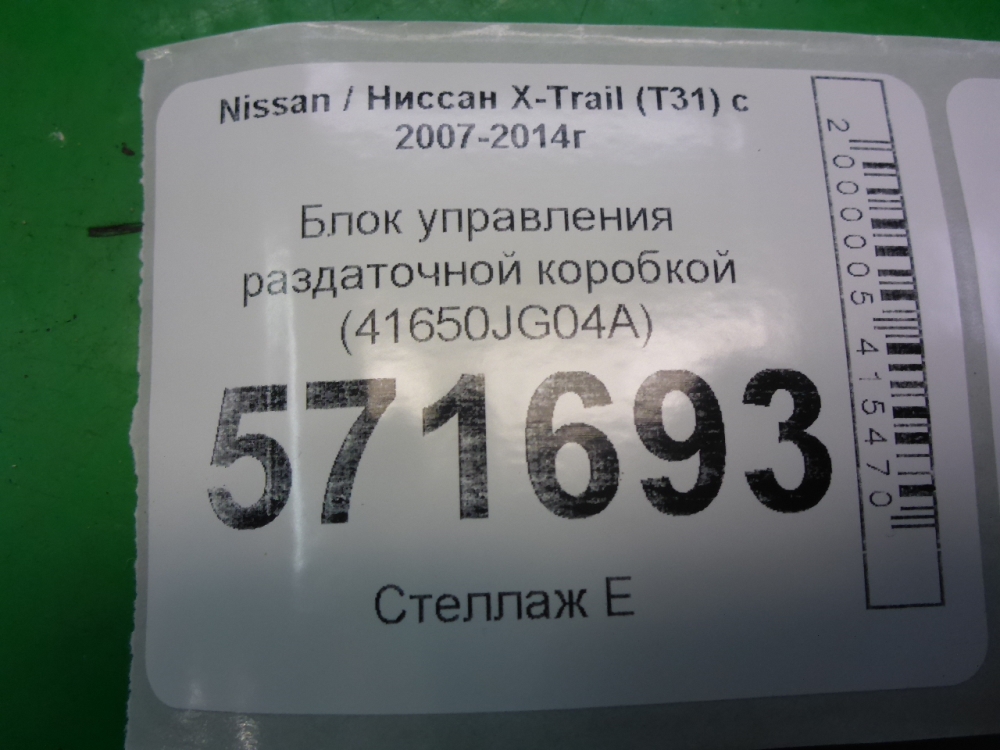 Nissan / Ниссан X-Trail (T31) с
2007-2014г
Блок управления
раздаточной коробкой
(41650JG04A)
571693
Стеллаж Е
2000005415470